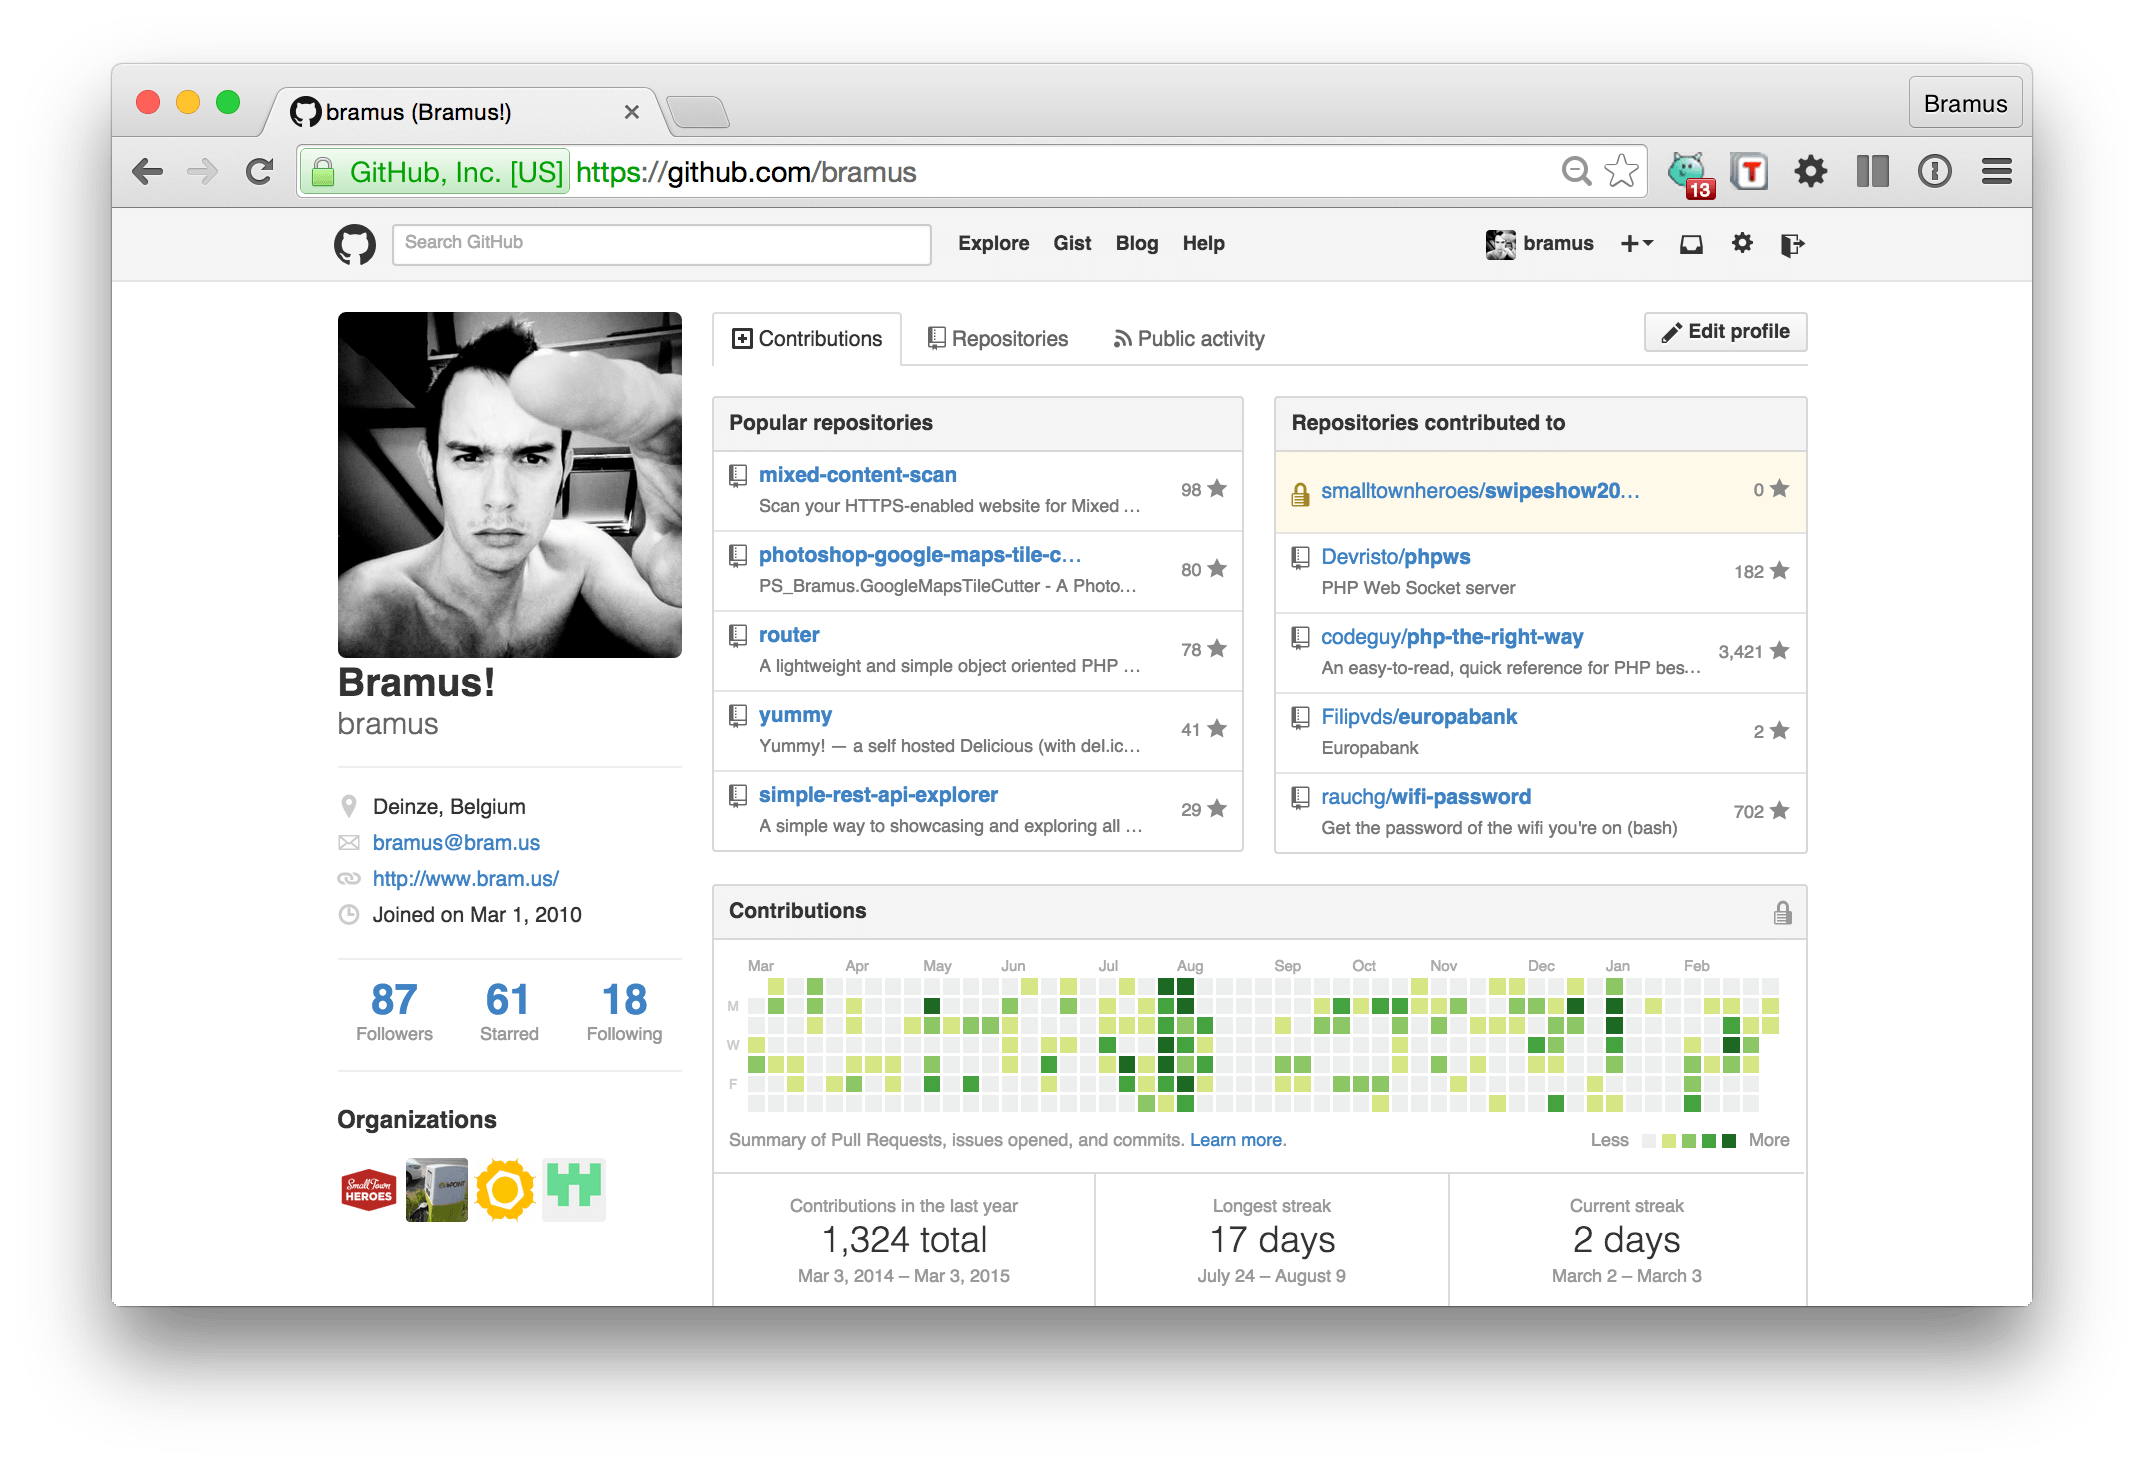 bramus (Bramus!)
Bramus
GitHub, Inc. [US] https://github.com/bramus
13
T
Search GitHub
Explore Gist Blog Help
bramus
Contributions
Repositories
Public activity
Edit profile
Bramus!
bramus
Deinze, Belgium
bramus@bram.us
http://www.bram.us/
Joined on Mar 1, 2010
87 61 18
Followers Starred Following
Organizations
Small Town
HEROES
Popular repositories
mixed-content-scan
98
Scan your HTTPS-enabled website for Mixed …
photoshop-google-maps-tile-c…
80
PS_Bramus.GoogleMapsTileCutter - A Photo…
router
78
A lightweight and simple object oriented PHP …
yummy
41
Yummy! — a self hosted Delicious (with del.ic…
simple-rest-api-explorer
29
A simple way to showcasing and exploring all …
Repositories contributed to
smalltownheroes/swipeshow20…
0
Devristo/phpws
182
PHP Web Socket server
codeguy/php-the-right-way
3,421
An easy-to-read, quick reference for PHP bes…
Filipvds/europabank
2
Europabank
rauchg/wifi-password
702
Get the password of the wifi you're on (bash)
Contributions
Mar Apr May Jun Jul Aug Sep Oct Nov Dec Jan Feb
M
W
F
Summary of Pull Requests, issues opened, and commits. Learn more.
Less More
Contributions in the last year
1,324 total
Mar 3, 2014 – Mar 3, 2015
Longest streak
17 days
July 24 – August 9
Current streak
2 days
March 2 – March 3